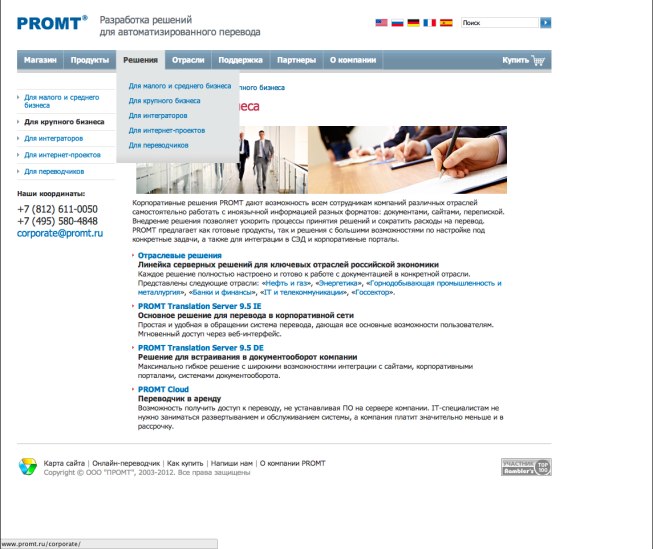 PROMT®
Разработка решений
для автоматизированного перевода
Поиск
Магазин Продукты Решения Отрасли Поддержка Партнеры О компании Купить
Для малого и среднего бизнеса
Для крупного бизнеса
Для интеграторов
Для интернет-проектов
Для переводчиков
Для малого и среднего
бизнеса
Для крупного бизнеса
Для интеграторов
Для интернет-проектов
Для переводчиков
Наши координаты:
+7 (812) 611-0050
+7 (495) 580-4848
corporate@promt.ru
пного бизнеса
еса
Корпоративные решения PROMT дают возможность всем сотрудникам компаний различных отраслей
самостоятельно работать с иноязычной информацией разных форматов: документами, сайтами, перепиской.
Внедрение решения позволяет ускорить процессы принятия решений и сократить расходы на перевод.
PROMT предлагает как готовые продукты, так и решения с большими возможностями по настройке под
конкретные задачи, а также для интеграции в СЭД и корпоративные порталы.
Отраслевые решения
Линейка серверных решений для ключевых отраслей российской экономики
Каждое решение полностью настроено и готово к работе с документацией в конкретной отрасли.
Представлены следующие отрасли: «Нефть и газ», «Энергетика», «Горнодобывающая промышленность и
металлургия», «Банки и финансы», «IT и телекоммуникации», «Госсектор».
PROMT Translation Server 9.5 IE
Основное решение для перевода в корпоративной сети
Простая и удобная в обращении система перевода, дающая все основные возможности пользователям.
Мгновенный доступ через веб-интерфейс.
PROMT Translation Server 9.5 DE
Решение для встраивания в документооборот компании
Максимально гибкое решение с широкими возможностями интеграции с сайтами, корпоративными
порталами, системами документооборота.
PROMT Cloud
Переводчик в аренду
Возможность получить доступ к переводу, не устанавливая ПО на сервере компании. IT-специалистам не
нужно заниматься развертыванием и обслуживанием системы, а компания платит значительно меньше и в
рассрочку.
Карта сайта | Онлайн-переводчик | Как купить | Напиши нам | О компании PROMT
Copyright © ООО "ПРОМТ", 2003-2012. Все права защищены
УЧАСТНИК
Rambler's
TOP
100
www.promt.ru/corporate/